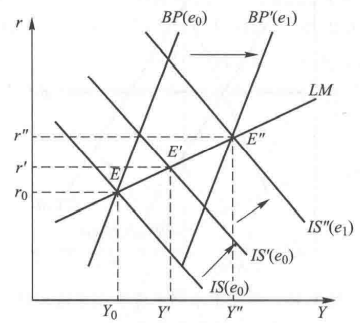 r
BP(e₀)
BP′(e₁)
LM
r″
E″
r′
E′
E
r₀
IS″(e₁)
IS′(e₀)
IS(e₀)
Y₀
Y′
Y″
Y